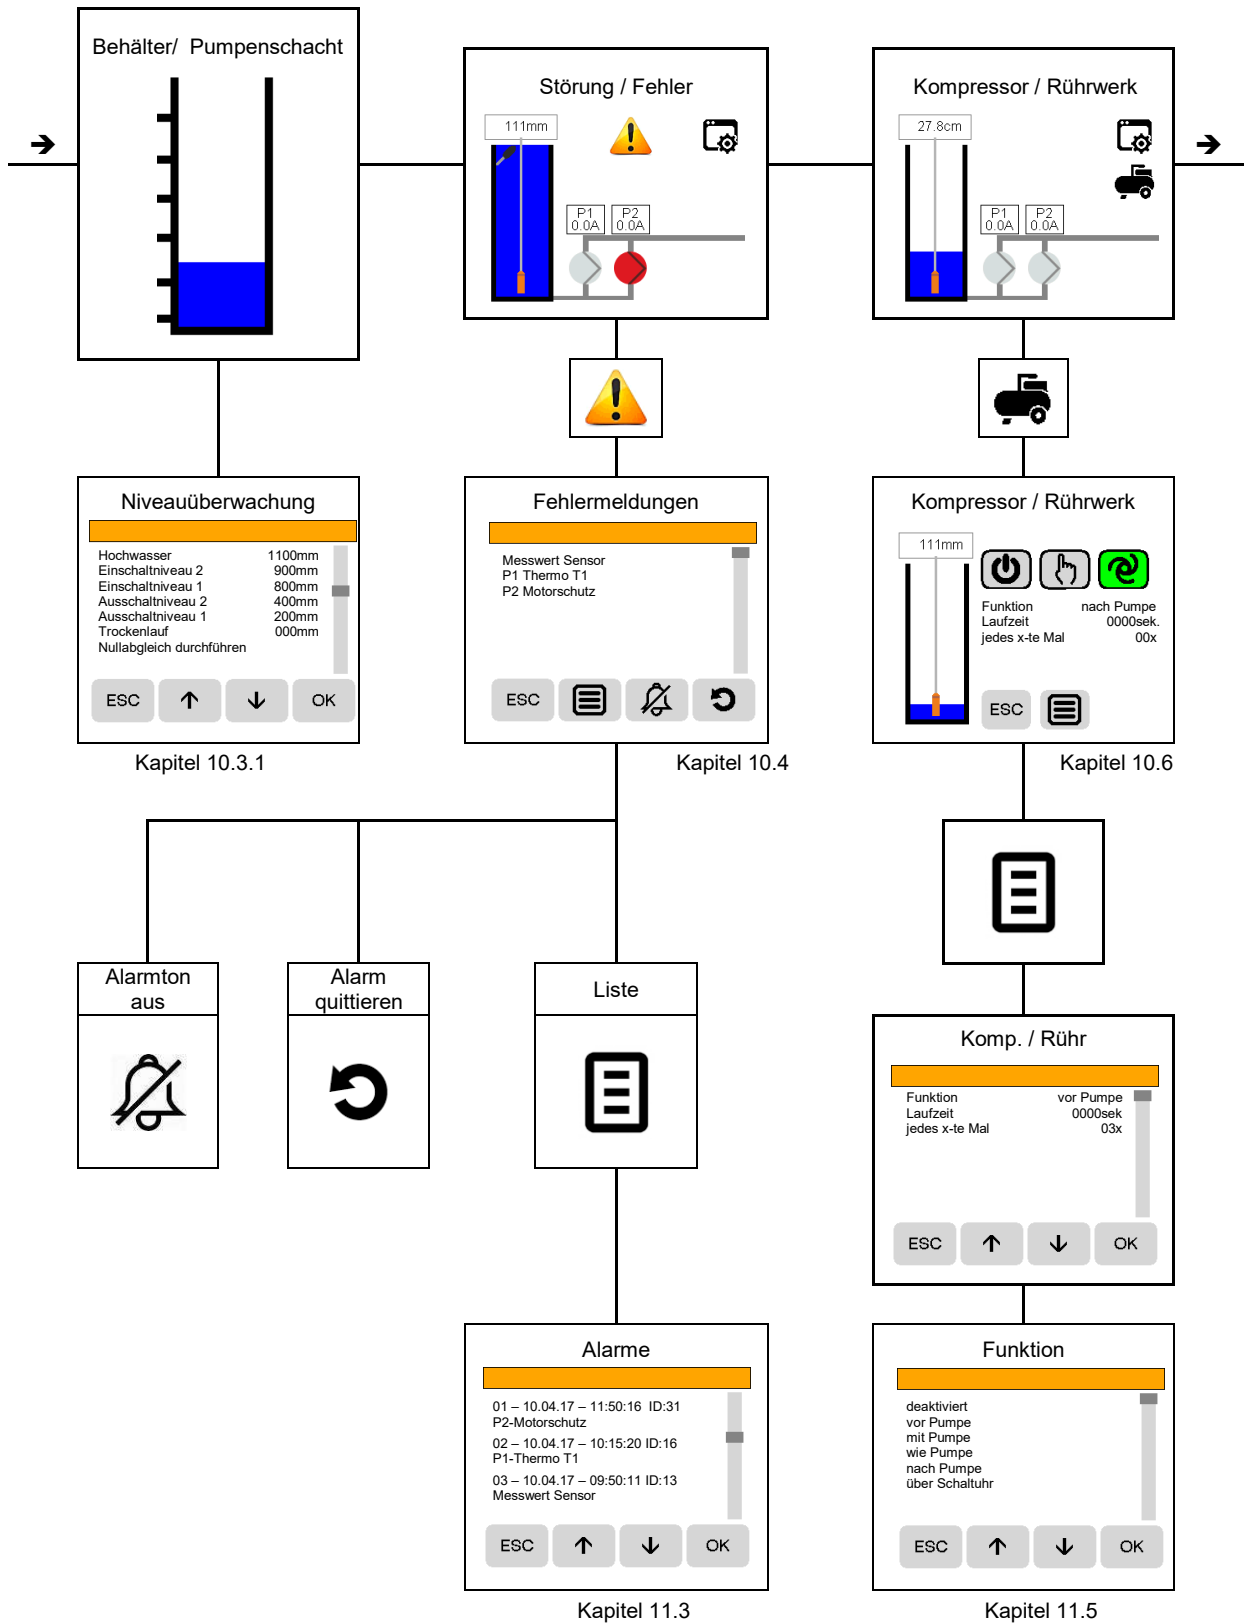 Behälter/ Pumpenschacht
Störung / Fehler
111mm
P1
0.0A
P2
0.0A
Kompressor / Rührwerk
27.8cm
P1
0.0A
P2
0.0A
Niveauüberwachung
Hochwasser 1100mm
Einschaltniveau 2 900mm
Einschaltniveau 1 800mm
Ausschaltniveau 2 400mm
Ausschaltniveau 1 200mm
Trockenlauf 000mm
Nullabgleich durchführen
ESC OK
Kapitel 10.3.1
Fehlermeldungen
Messwert Sensor
P1 Thermo T1
P2 Motorschutz
ESC
Kapitel 10.4
Kompressor / Rührwerk
111mm
Funktion nach Pumpe
Laufzeit 0000sek.
jedes x-te Mal 00x
ESC
Kapitel 10.6
Alarmton
aus
Alarm
quittieren
Liste
Komp. / Rühr
Funktion vor Pumpe
Laufzeit 0000sek
jedes x-te Mal 03x
ESC OK
Alarme
01 – 10.04.17 – 11:50:16 ID:31
P2-Motorschutz
02 – 10.04.17 – 10:15:20 ID:16
P1-Thermo T1
03 – 10.04.17 – 09:50:11 ID:13
Messwert Sensor
ESC OK
Kapitel 11.3
Funktion
deaktiviert
vor Pumpe
mit Pumpe
wie Pumpe
nach Pumpe
über Schaltuhr
ESC OK
Kapitel 11.5